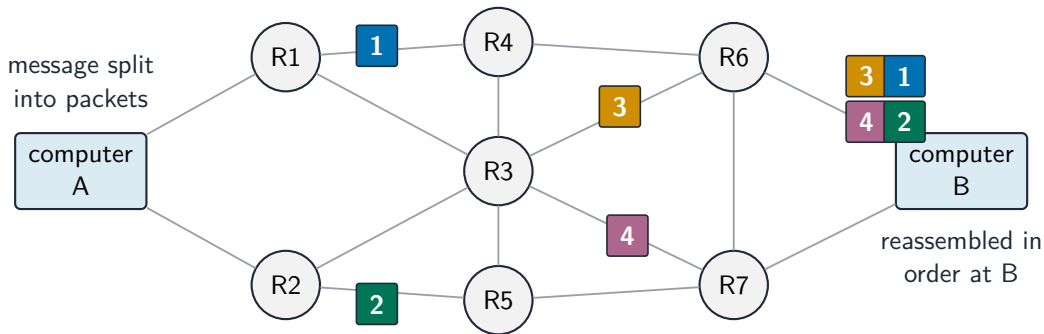 message split
into packets
computer
A
R1
1
R4
R6
3 1
4 2
3
R3
4
R2
2
R5
R7
computer
B
reassembled in
order at B